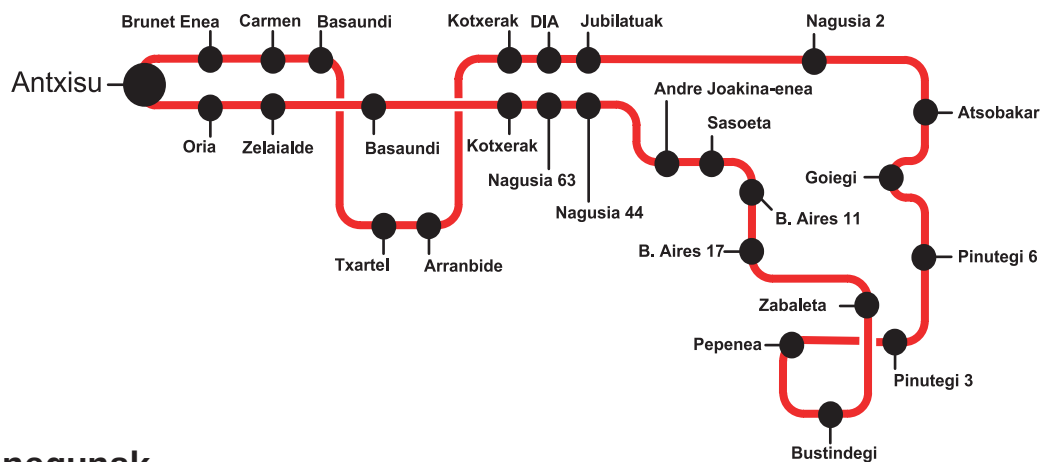 Brunet Enea
Carmen
Basaundi
Kotxerak
DIA
Jubilatuak
Nagusia 2
Antxisu
Andre Joakina-enea
Atsobakar
Sasoeta
Oria
Zelaialde
Basaundi
Kotxerak
Nagusia 63
Goiegi
Nagusia 44
B. Aires 11
B. Aires 17
Pinutegi 6
Txartel
Arranbide
Zabaleta
Pepenea
Pinutegi 3
Bustindegi